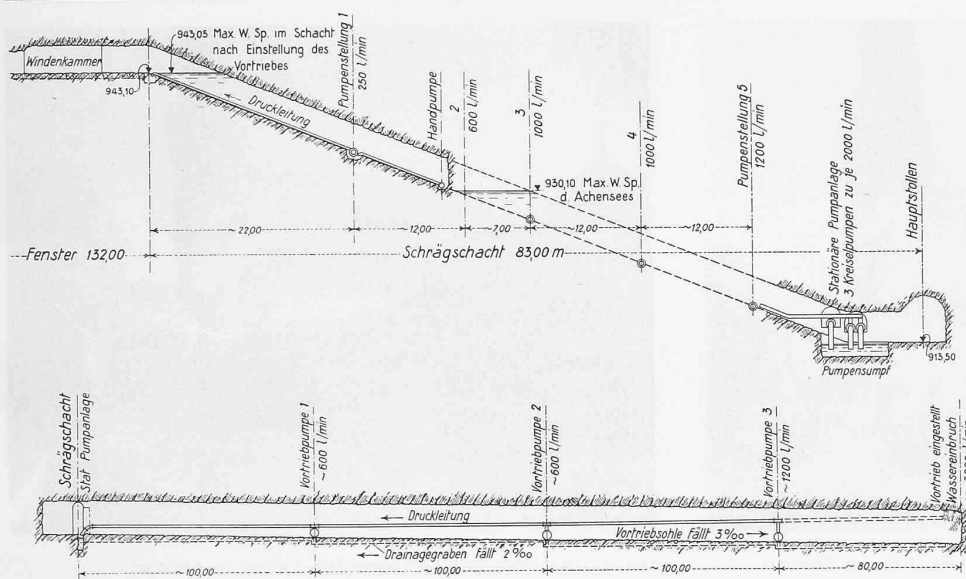 943,05 Max. W. Sp. im Schacht
nach Einstellung des
Vortriebes
Windenkammer
943,10
Druckleitung
Pumpenstellung 1
250 l/min
Handpumpe
2
600 l/min
3
1000 l/min
4
1000 l/min
Pumpenstellung 5
1200 l/min
930,10 Max. W. Sp.
d. Achensees
Stationäre Pumpanlage
3 Kreiselpumpen zu je 2000 l/min
Hauptstollen
~22,00
~12,00
~7,00
~12,00
~12,00
Fenster 132,00
Schrägschacht 83,00 m
913,50
Pumpensumpf
Schrägschacht
Stat. Pumpanlage
Vortriebpumpe 1
~600 l/min
Vortriebpumpe 2
~600 l/min
Vortriebpumpe 3
~1200 l/min
Vortrieb eingestellt
Wassereinbruch
Druckleitung
Drainagegraben fällt 2‰
Vortriebsohle fällt 3‰
~100,00
~100,00
~100,00
~80,00